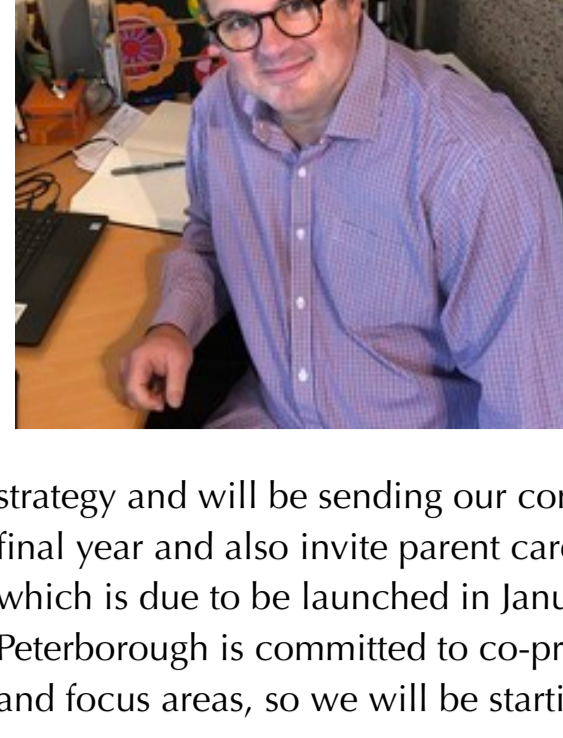 strategy and will be sending our
final year and also invite parent
which is due to be launched in
Peterborough is committed to
and focus areas, so we will be